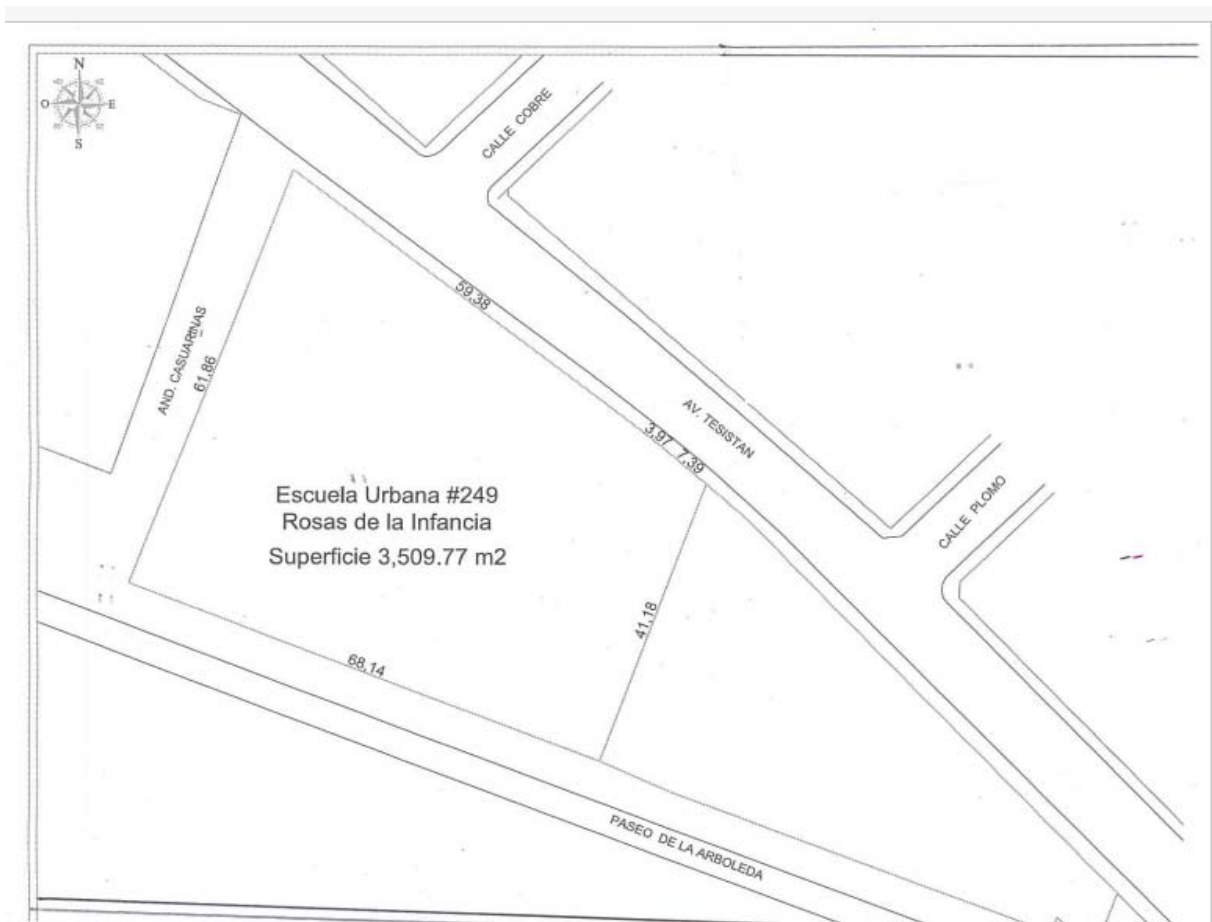 N
O
E
S
CALLE COBRE
59,38
AND. CASUARINAS
61,86
AV. TESISTAN
3,97 7,39
CALLE PLOMO
Escuela Urbana #249
Rosas de la Infancia
Superficie 3,509.77 m2
41,18
68,14
PASEO DE LA ARBOLEDA